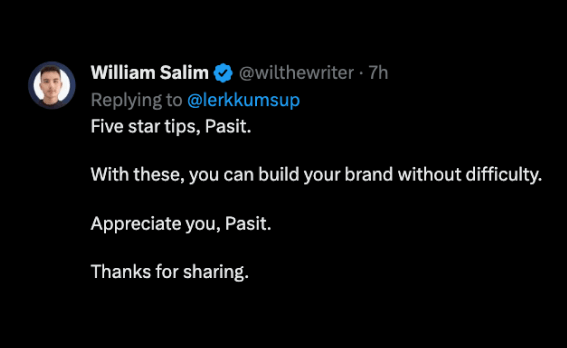 William Salim @wilthewriter · 7h
Replying to @lerkkumsup
Five star tips, Pasit.
With these, you can build your brand without difficulty.
Appreciate you, Pasit.
Thanks for sharing.